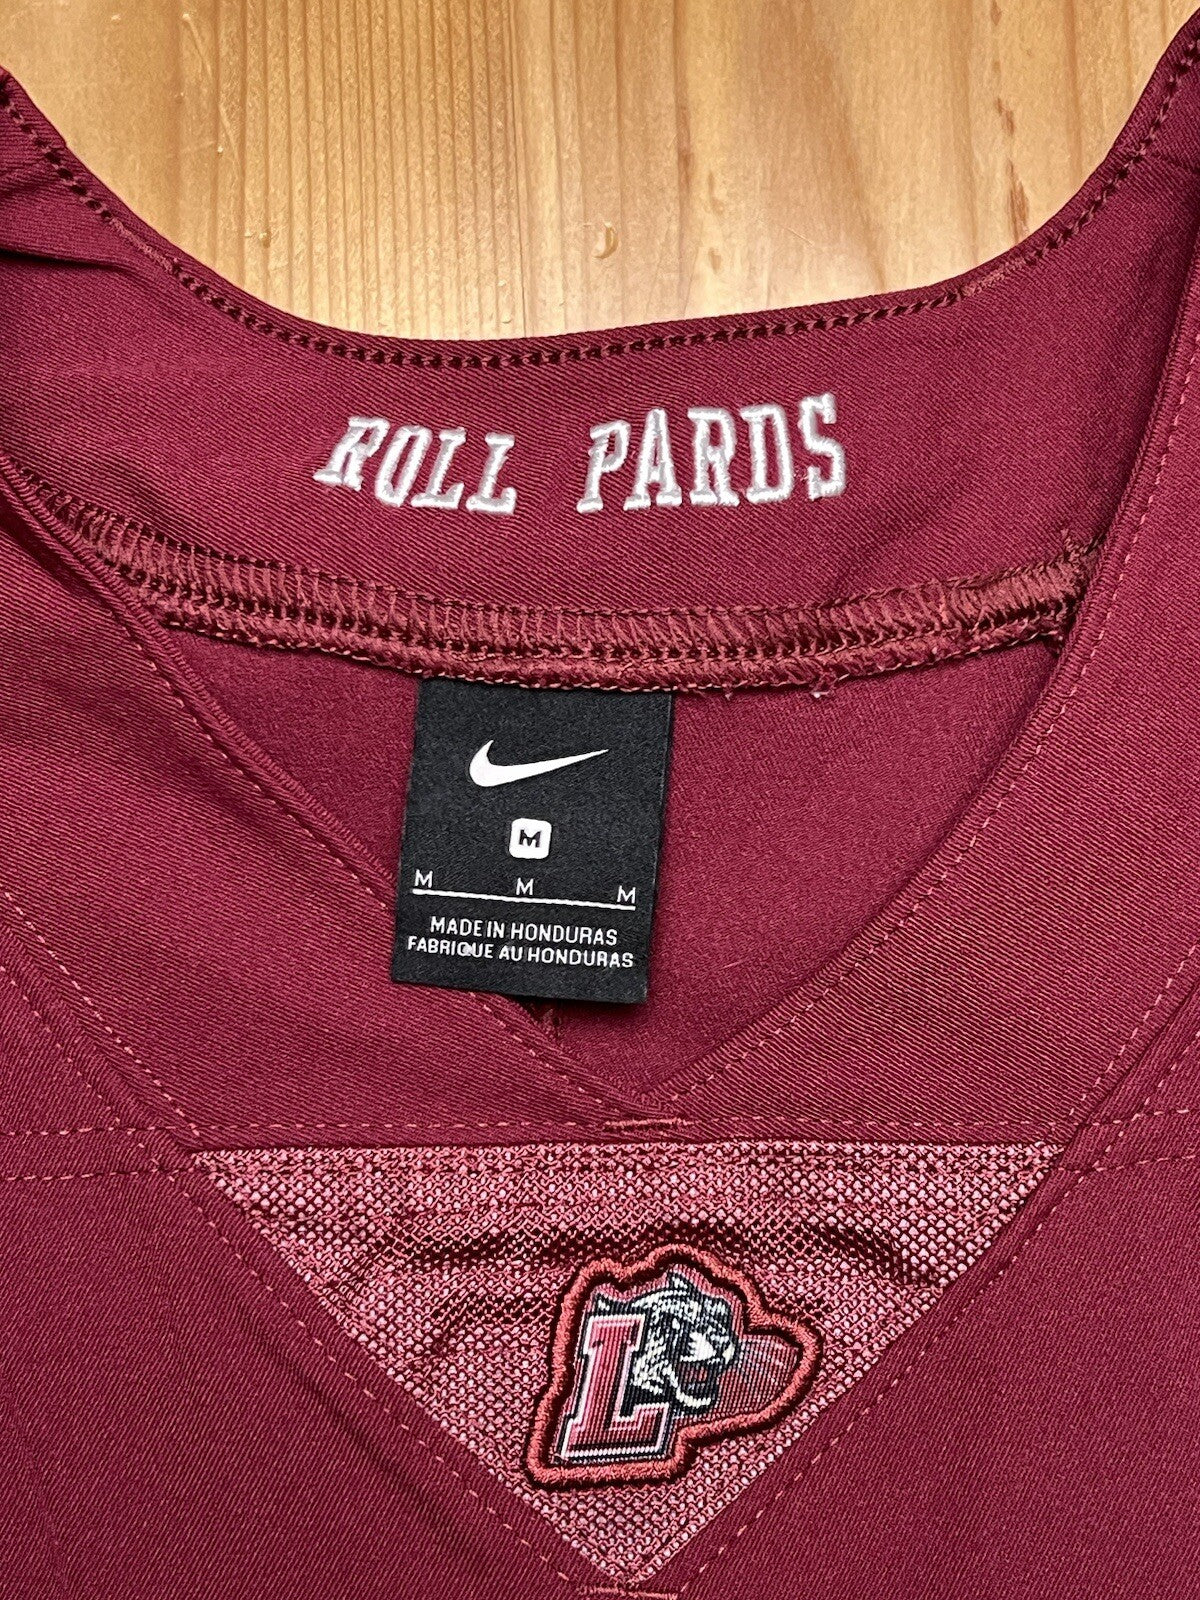 ROLL PARDS
M
M M M
MADE IN HONDURAS
FABRIQUE AU HONDURAS
L